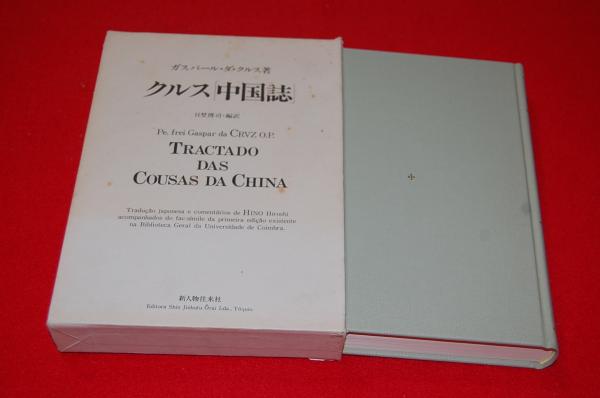 ガスパール・ダ・クルス著
クルス「中国誌」
日埜博司・編訳
Pe. frei Gaspar da CRVZ O.P.
TRACTADO
DAS
COUSAS DA CHINA
Tradução japonesa e comentários de HINO Hiroshi
acompanhados do fac-símile da primeira edição existente
na Biblioteca Geral da Universidade de Coimbra.
新人物往来社
Editora Shin Jinbutsu Ôrai Lda., Tóquio.